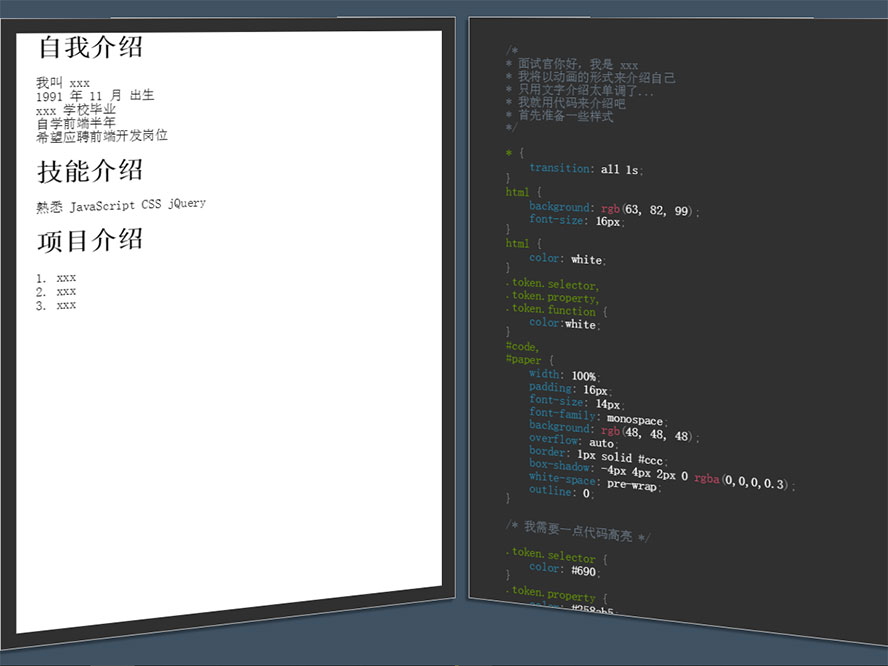 自我介绍
我叫 xxx
1991 年 11 月 出生
xxx 学校毕业
自学前端半年
希望应聘前端开发岗位
技能介绍
熟悉 JavaScript CSS jQuery
项目介绍
1. xxx
2. xxx
3. xxx
/*
* 面试官你好，我是 xxx
* 我将以动画的形式来介绍自己
* 只用文字介绍太单调了...
* 我就用代码来介绍吧
* 首先准备一些样式
*/
* {
transition: all 1s;
}
html {
background: rgb(63, 82, 99);
font-size: 16px;
}
html {
color: white;
}
.token.selector,
.token.property,
.token.function {
color:white;
}
#code,
#paper {
width: 100%;
padding: 16px;
font-size: 14px;
font-family: monospace;
background: rgb(48, 48, 48);
overflow: auto;
border: 1px solid #ccc;
box-shadow: -4px 4px 2px 0 rgba(0,0,0,0.3);
white-space: pre-wrap;
outline: 0;
}
/* 我需要一点代码高亮 */
.token.selector {
color: #690;
}
.token.property {